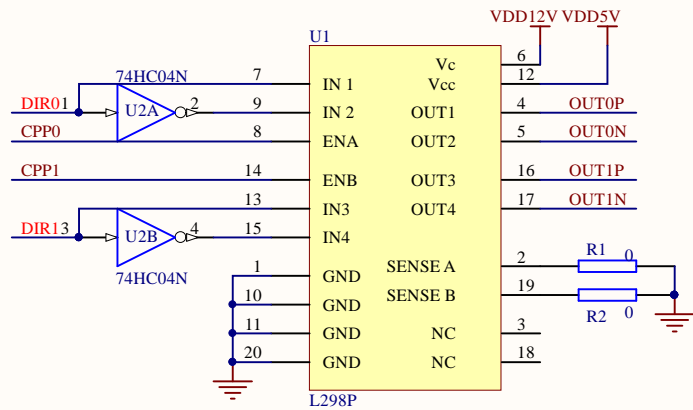 VDD12V VDD5V
U1
74HC04N 7 IN 1 Vc 6
Vcc 12
DIR0 1 U2A 2 9 IN 2 OUT1 4 OUT0P
CPP0 8 ENA OUT2 5 OUT0N
CPP1 14 ENB OUT3 16 OUT1P
13 IN3 OUT4 17 OUT1N
DIR1 3 U2B 4 15 IN4
74HC04N 1 GND SENSE A 2 R1 0
10 GND SENSE B 19 R2 0
11 GND NC 3
20 GND NC 18
L298P